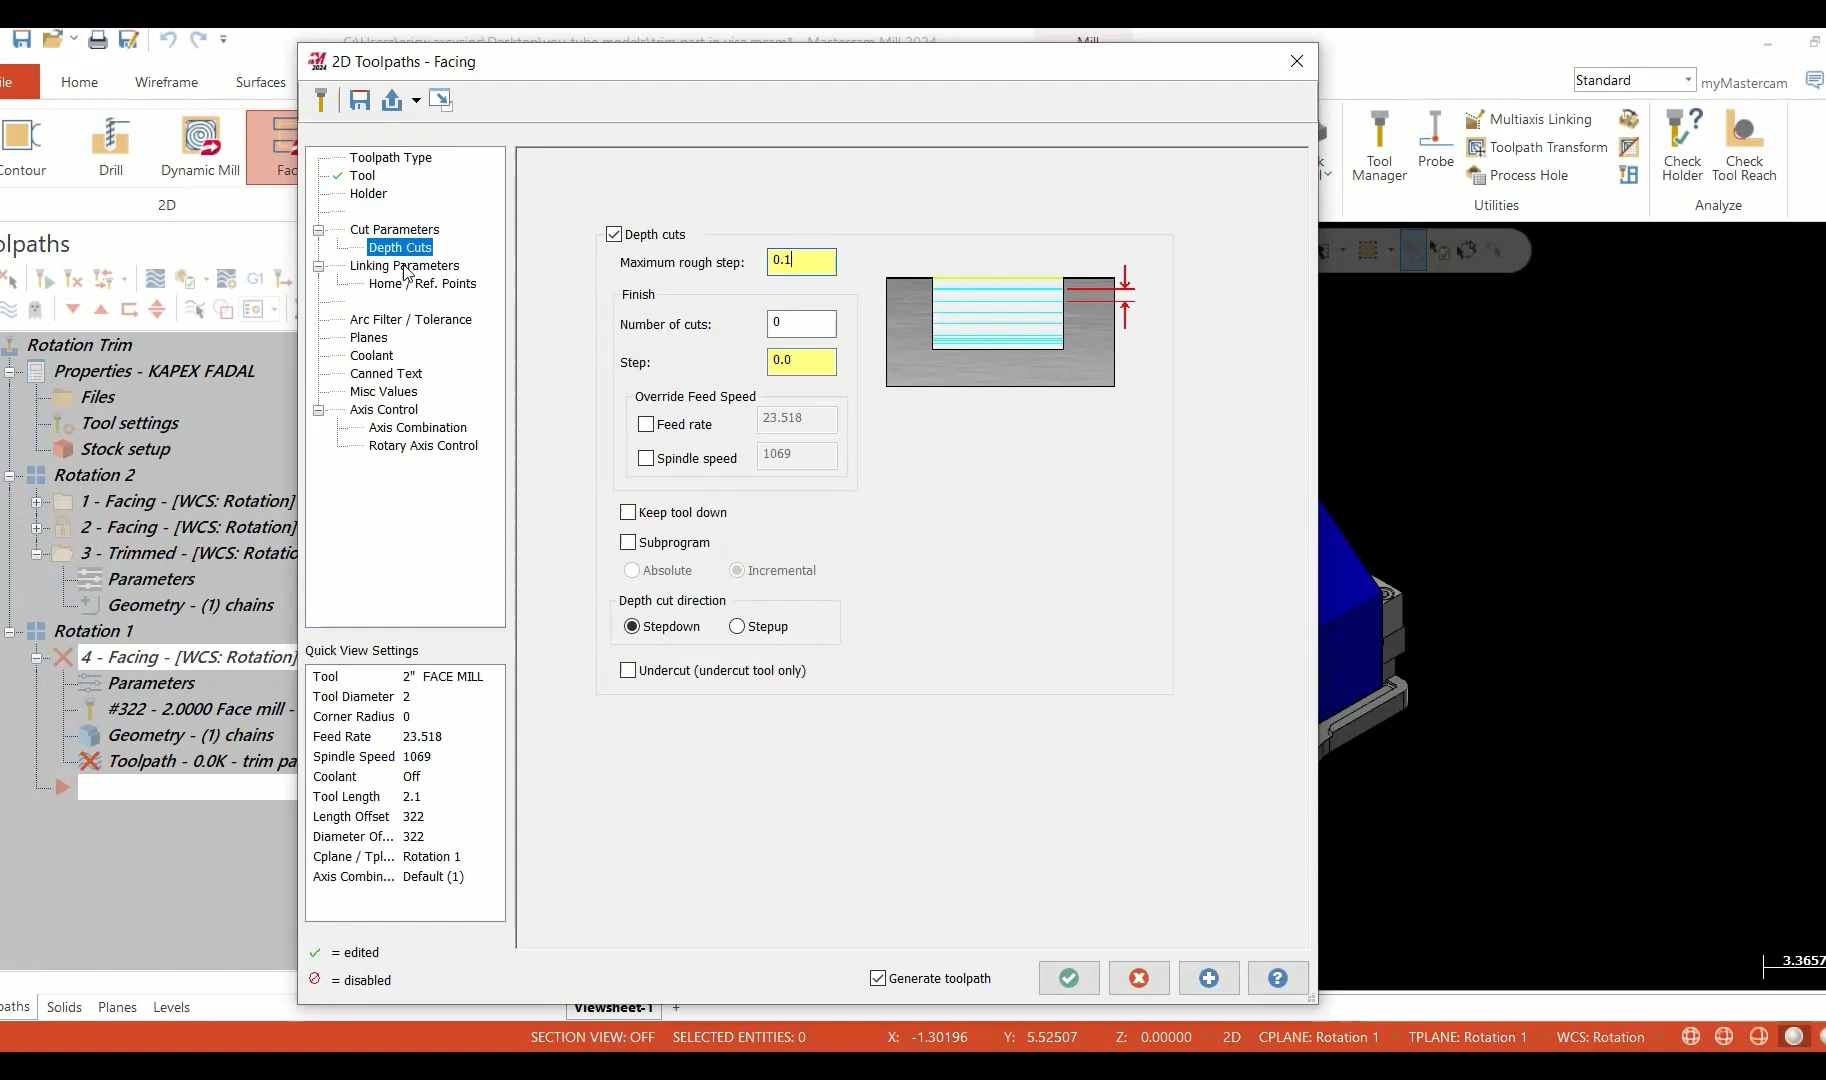 2D Toolpaths - Facing
Mill
ile
Home
Wireframe
Surfaces
Standard
myMastercam
Contour
Drill
Dynamic Mill
Fac
2D
Tool Manager
Probe
Multiaxis Linking
Toolpath Transform
Process Hole
Check Holder
Check Tool Reach
Utilities
Analyze
olpaths
G1
Rotation Trim
Properties - KAPEX FADAL
Files
Tool settings
Stock setup
Rotation 2
1 - Facing - [WCS: Rotation]
2 - Facing - [WCS: Rotation]
3 - Trimmed - [WCS: Rotatio
Parameters
Geometry - (1) chains
Rotation 1
4 - Facing - [WCS: Rotation]
Parameters
#322 - 2.0000 Face mill -
Geometry - (1) chains
Toolpath - 0.0K - trim pa
Toolpath Type
Tool
Holder
Cut Parameters
Depth Cuts
Linking Parameters
Home / Ref. Points
Arc Filter / Tolerance
Planes
Coolant
Canned Text
Misc Values
Axis Control
Axis Combination
Rotary Axis Control
Quick View Settings
Tool 2" FACE MILL
Tool Diameter 2
Corner Radius 0
Feed Rate 23.518
Spindle Speed 1069
Coolant Off
Tool Length 2.1
Length Offset 322
Diameter Of... 322
Cplane / Tpl... Rotation 1
Axis Combin... Default (1)
= edited
= disabled
Depth cuts
Maximum rough step: 0.1
Finish
Number of cuts: 0
Step: 0.0
Override Feed Speed
Feed rate 23.518
Spindle speed 1069
Keep tool down
Subprogram
Absolute Incremental
Depth cut direction
Stepdown Stepup
Undercut (undercut tool only)
Generate toolpath
3.3657
paths Solids Planes Levels
Viewsheet-1 +
SECTION VIEW: OFF SELECTED ENTITIES: 0 X: -1.30196 Y: 5.52507 Z: 0.00000 2D CPLANE: Rotation 1 TPLANE: Rotation 1 WCS: Rotation